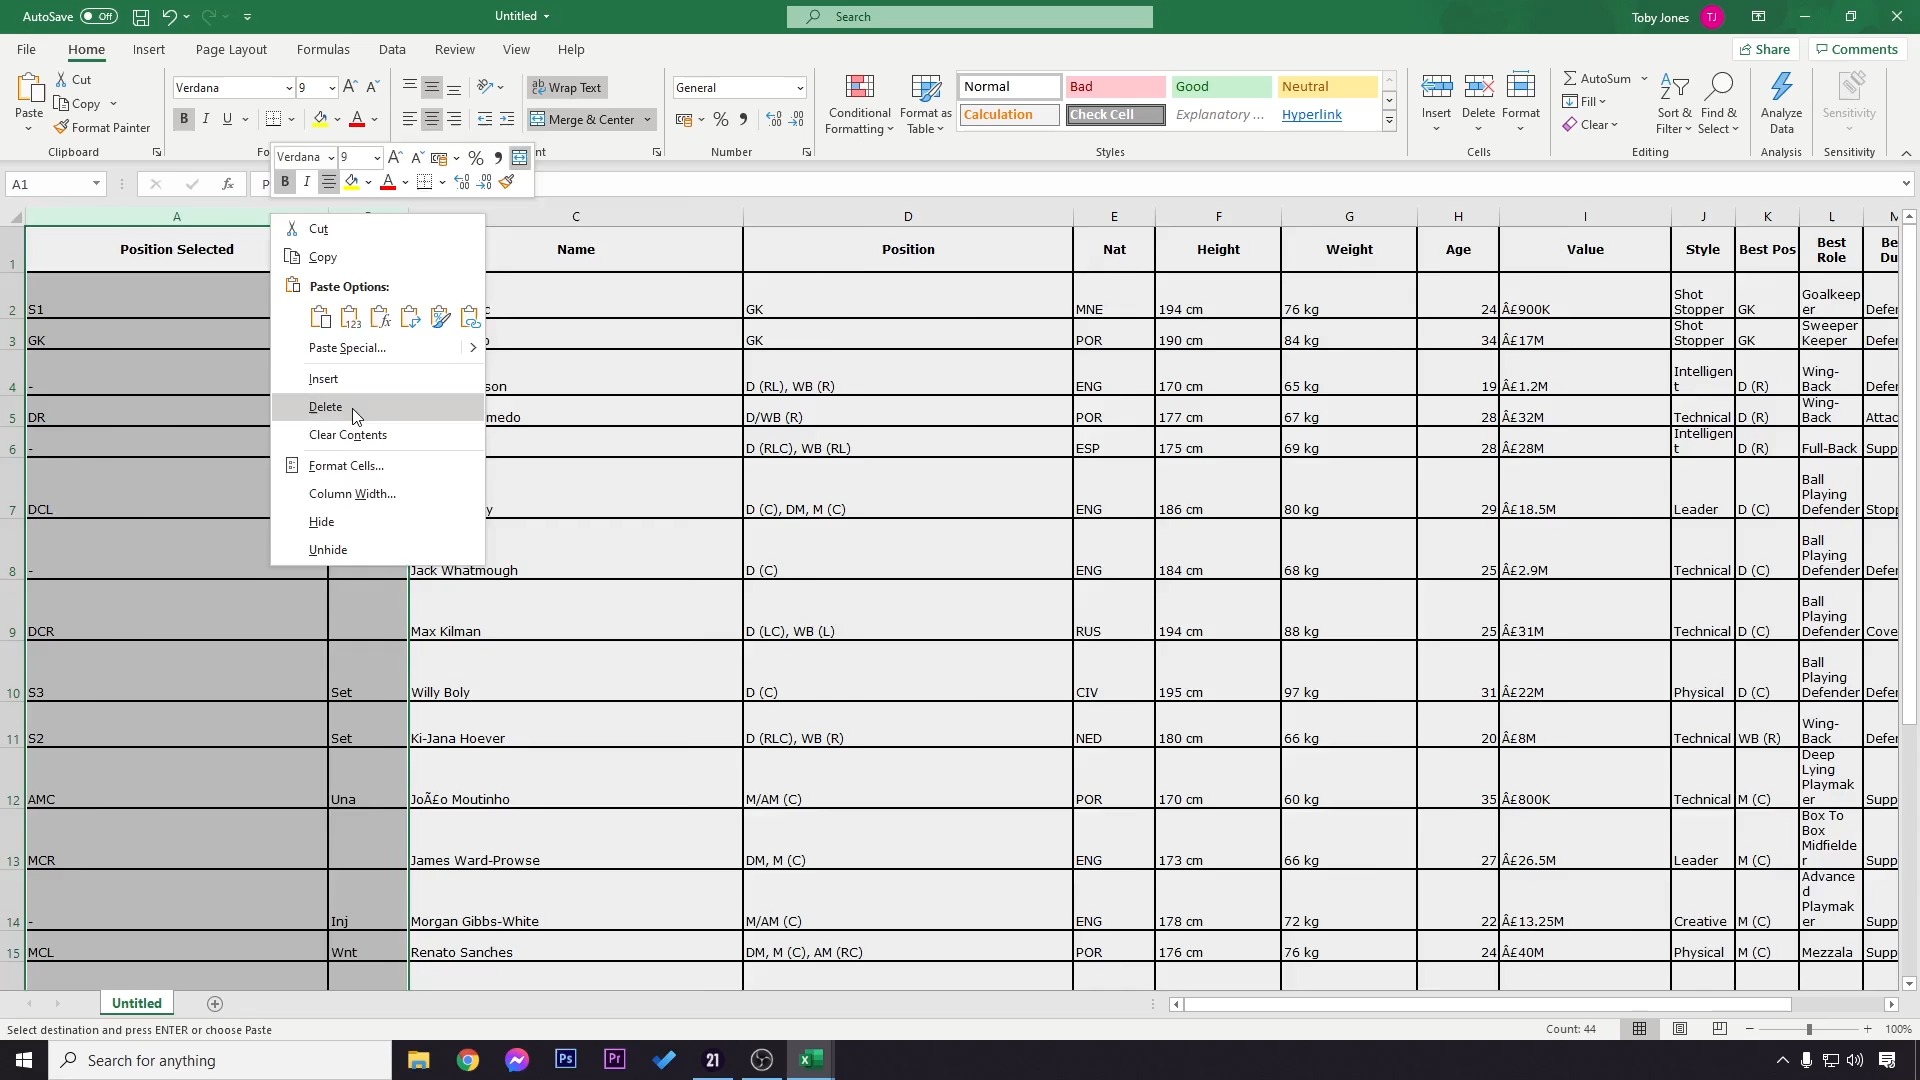 AutoSave Off Untitled Search Toby Jones TJ
File Home Insert Page Layout Formulas Data Review View Help Share Comments
Paste Cut Copy Format Painter
Clipboard
Verdana 9
B I U
Wrap Text
Merge & Center
General
Number
Conditional Formatting Format as Table
Normal Bad Good Neutral
Calculation Check Cell Explanatory ... Hyperlink
Styles
Insert Delete Format
Cells
AutoSum
Fill
Clear
Sort & Filter Find & Select
Editing
Analyze Data
Analysis
Sensitivity
Sensitivity
Verdana 9
B I
A1
Cut
Copy
Paste Options:
Paste Special...
Insert
Delete
Clear Contents
Format Cells...
Column Width...
Hide
Unhide
A C D E F G H I J K L M
1 Position Selected Name Position Nat Height Weight Age Value Style Best Pos Best Role
2 S1 GK MNE 194 cm 76 kg 24 Â£900K Shot Stopper GK Goalkeeper
3 GK GK POR 190 cm 84 kg 34 Â£17M Shot Stopper GK Sweeper Keeper
4 - son D (RL), WB (R) ENG 170 cm 65 kg 19 Â£1.2M Intelligent D (R) Wing-Back
5 DR medo D/WB (R) POR 177 cm 67 kg 28 Â£32M Technical D (R) Wing-Back Attac
6 - D (RLC), WB (RL) ESP 175 cm 69 kg 28 Â£28M Intelligent D (R) Full-Back Supp
7 DCL y D (C), DM, M (C) ENG 186 cm 80 kg 29 Â£18.5M Leader D (C) Ball Playing Defender Stopp
8 - Jack Whatmough D (C) ENG 184 cm 68 kg 25 Â£2.9M Technical D (C) Ball Playing Defender Defer
9 DCR Max Kilman D (LC), WB (L) RUS 194 cm 88 kg 25 Â£31M Technical D (C) Ball Playing Defender Cove
10 S3 Set Willy Boly D (C) CIV 195 cm 97 kg 31 Â£22M Physical D (C) Ball Playing Defender Defer
11 S2 Set Ki-Jana Hoever D (RLC), WB (R) NED 180 cm 66 kg 20 Â£8M Technical WB (R) Wing-Back Defer
12 AMC Una JoÃ£o Moutinho M/AM (C) POR 170 cm 60 kg 35 Â£800K Technical M (C) Deep Lying Playmaker Supp
13 MCR James Ward-Prowse DM, M (C) ENG 173 cm 66 kg 27 Â£26.5M Leader M (C) Box To Box Midfielder Supp
14 - Inj Morgan Gibbs-White M/AM (C) ENG 178 cm 72 kg 22 Â£13.25M Creative M (C) Advanced Playmaker Supp
15 MCL Wnt Renato Sanches DM, M (C), AM (RC) POR 176 cm 76 kg 24 Â£40M Physical M (C) Mezzala Supp
Untitled
Select destination and press ENTER or choose Paste Count: 44 100%
Search for anything Ps Pr 21